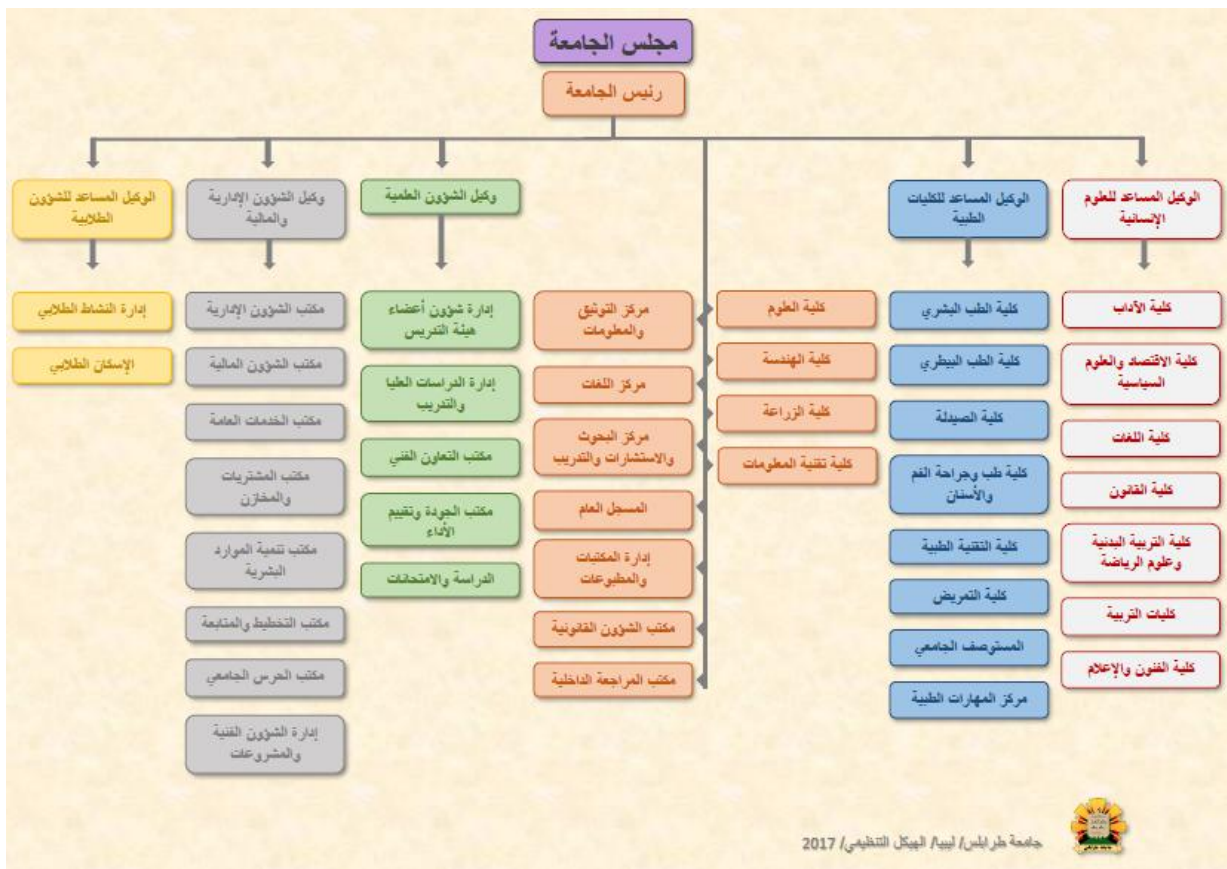 مجلس الجامعة
رئيس الجامعة
الوكيل المساعد للعلوم
الإنسانية
كلية الآداب
كلية الاقتصاد والعلوم
السياسية
كلية اللغات
كلية القانون
كلية التربية البدنية
وعلوم الرياضة
كليات التربية
كلية الفنون والإعلام
الوكيل المساعد للكليات
الطبية
كلية الطب البشري
كلية الطب البيطري
كلية الصيدلة
كلية طب وجراحة الفم
والأسنان
كلية التقنية الطبية
كلية التمريض
المستوصف الجامعي
مركز المهارات الطبية
كلية العلوم
كلية الهندسة
كلية الزراعة
كلية تقنية المعلومات
مركز التوثيق
والمعلومات
مركز اللغات
مركز البحوث
والاستشارات والتدريب
المسجل العام
إدارة المكتبات
والمطبوعات
مكتب الشؤون القانونية
مكتب المراجعة الداخلية
وكيل الشؤون العلمية
إدارة شؤون أعضاء
هيئة التدريس
إدارة الدراسات العليا
والتدريب
مكتب التعاون الفني
مكتب الجودة وتقييم
الأداء
الدراسة والامتحانات
وكيل الشؤون الإدارية
والمالية
مكتب الشؤون الإدارية
مكتب الشؤون المالية
مكتب الخدمات العامة
مكتب المشتريات
والمخازن
مكتب تنمية الموارد
البشرية
مكتب التخطيط والمتابعة
مكتب الحرس الجامعي
إدارة الشؤون الفنية
والمشروعات
الوكيل المساعد للشؤون
الطلابية
إدارة النشاط الطلابي
الإسكان الطلابي
جامعة طرابلس/ ليبيا/ الهيكل التنظيمي/ 2017